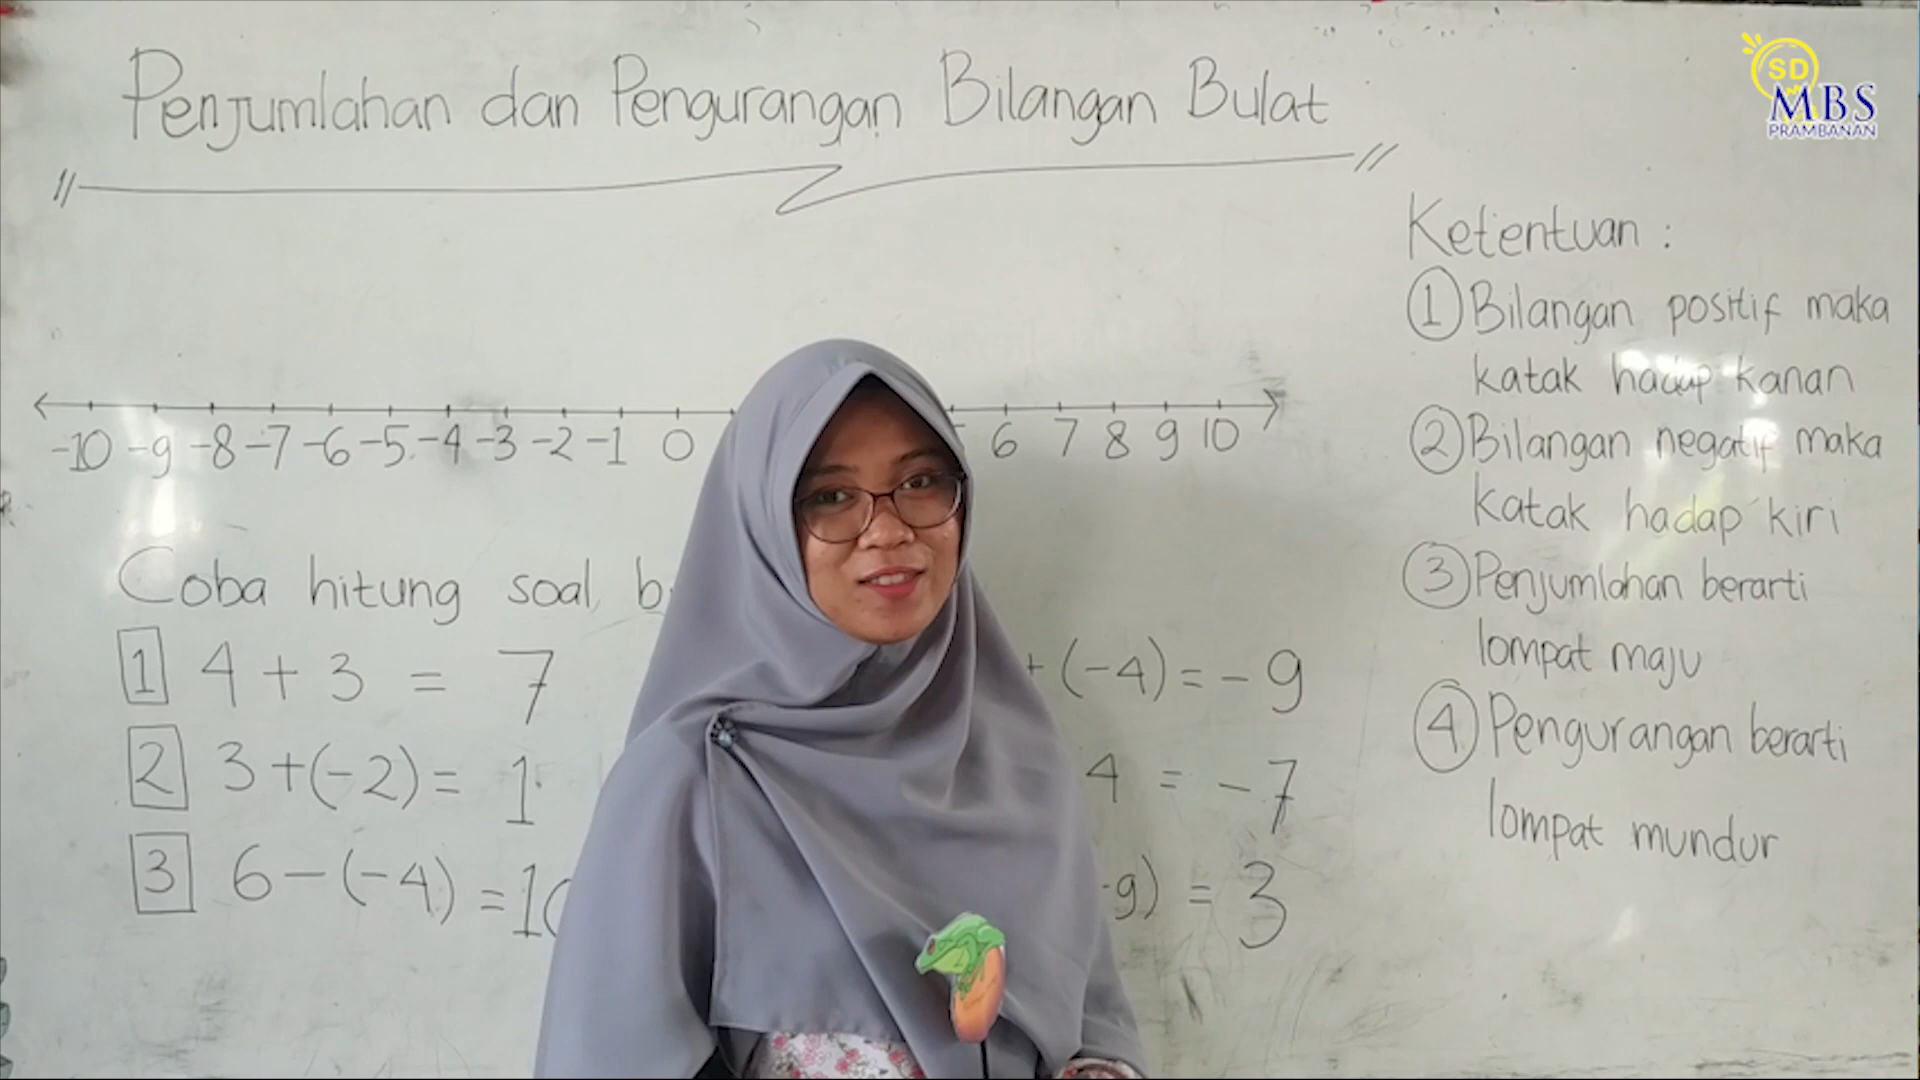 Penjumlahan dan Pengurangan Bilangan Bulat
SD
MBS
PRAMBANAN
-10 -9 -8 -7 -6 -5 -4 -3 -2 -1 0 6 7 8 9 10
Coba hitung soal
1 4 + 3 = 7
2 3 + (-2) = 1
3 6 - (-4) = 10
+ (-4) = - 9
4 = - 7
-9) = 3
Ketentuan :
1 Bilangan positif maka
katak hadap kanan
2 Bilangan negatif maka
katak hadap kiri
3 Penjumlahan berarti
lompat maju
4 Pengurangan berarti
lompat mundur